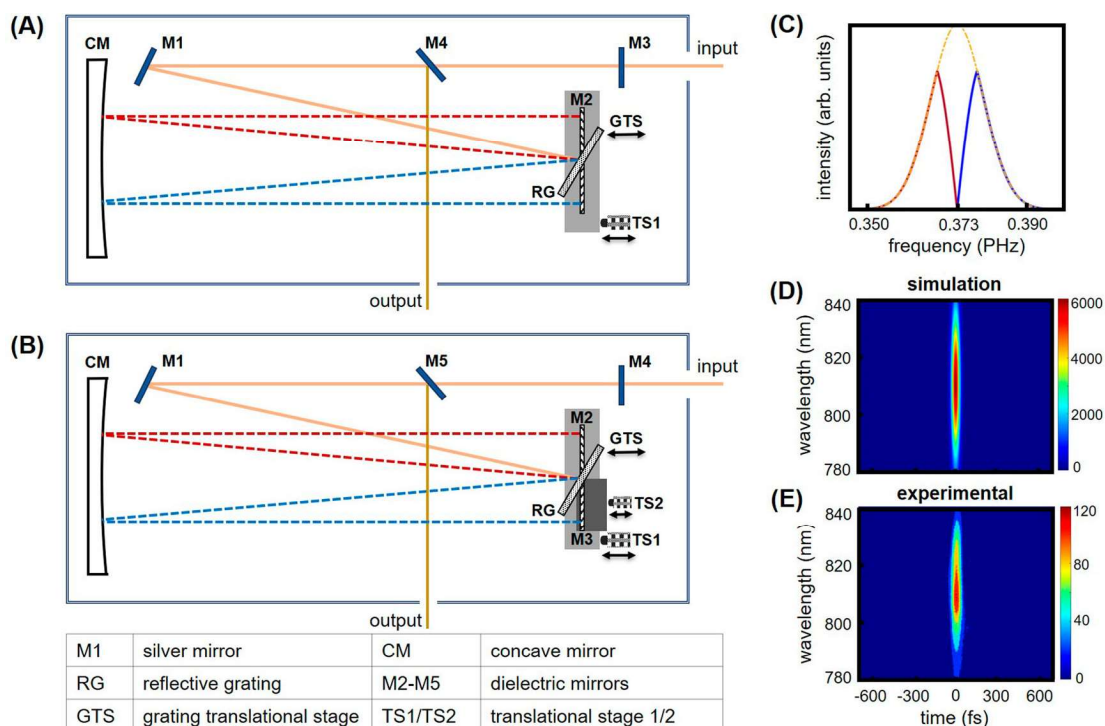 (A)
CM
M1
M4
M3
input
M2
GTS
RG
TS1
output
(B)
CM
M1
M5
M4
input
M2
GTS
RG
TS2
M3
TS1
output
M1 silver mirror CM concave mirror
RG reflective grating M2-M5 dielectric mirrors
GTS grating translational stage TS1/TS2 translational stage 1/2
(C)
intensity (arb. units)
0.350 0.373 0.390
frequency (PHz)
(D)
simulation
wavelength (nm)
840
820
800
780
6000
4000
2000
0
(E)
experimental
wavelength (nm)
840
820
800
780
120
80
40
0
-600 -300 0 300 600
time (fs)